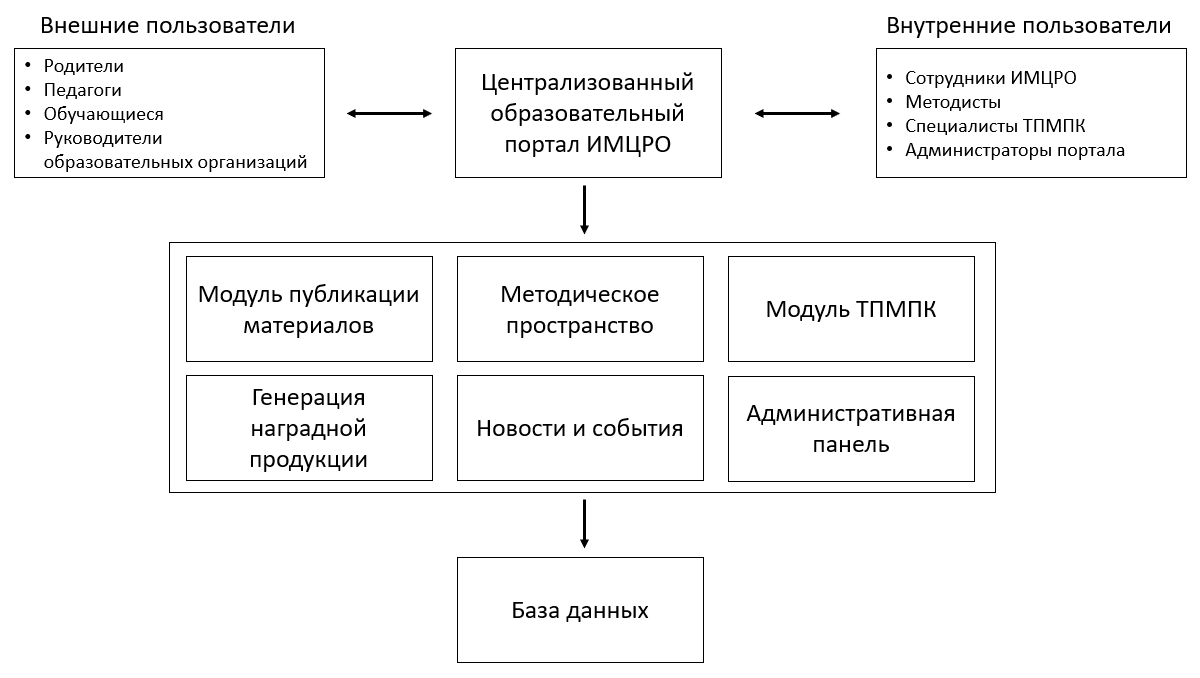 Внешние пользователи
• Родители
• Педагоги
• Обучающиеся
• Руководители
образовательных организаций
Централизованный
образовательный
портал ИМЦРО
Внутренние пользователи
• Сотрудники ИМЦРО
• Методисты
• Специалисты ТПМПК
• Администраторы портала
Модуль публикации
материалов
Методическое
пространство
Модуль ТПМПК
Генерация
наградной
продукции
Новости и события
Административная
панель
База данных